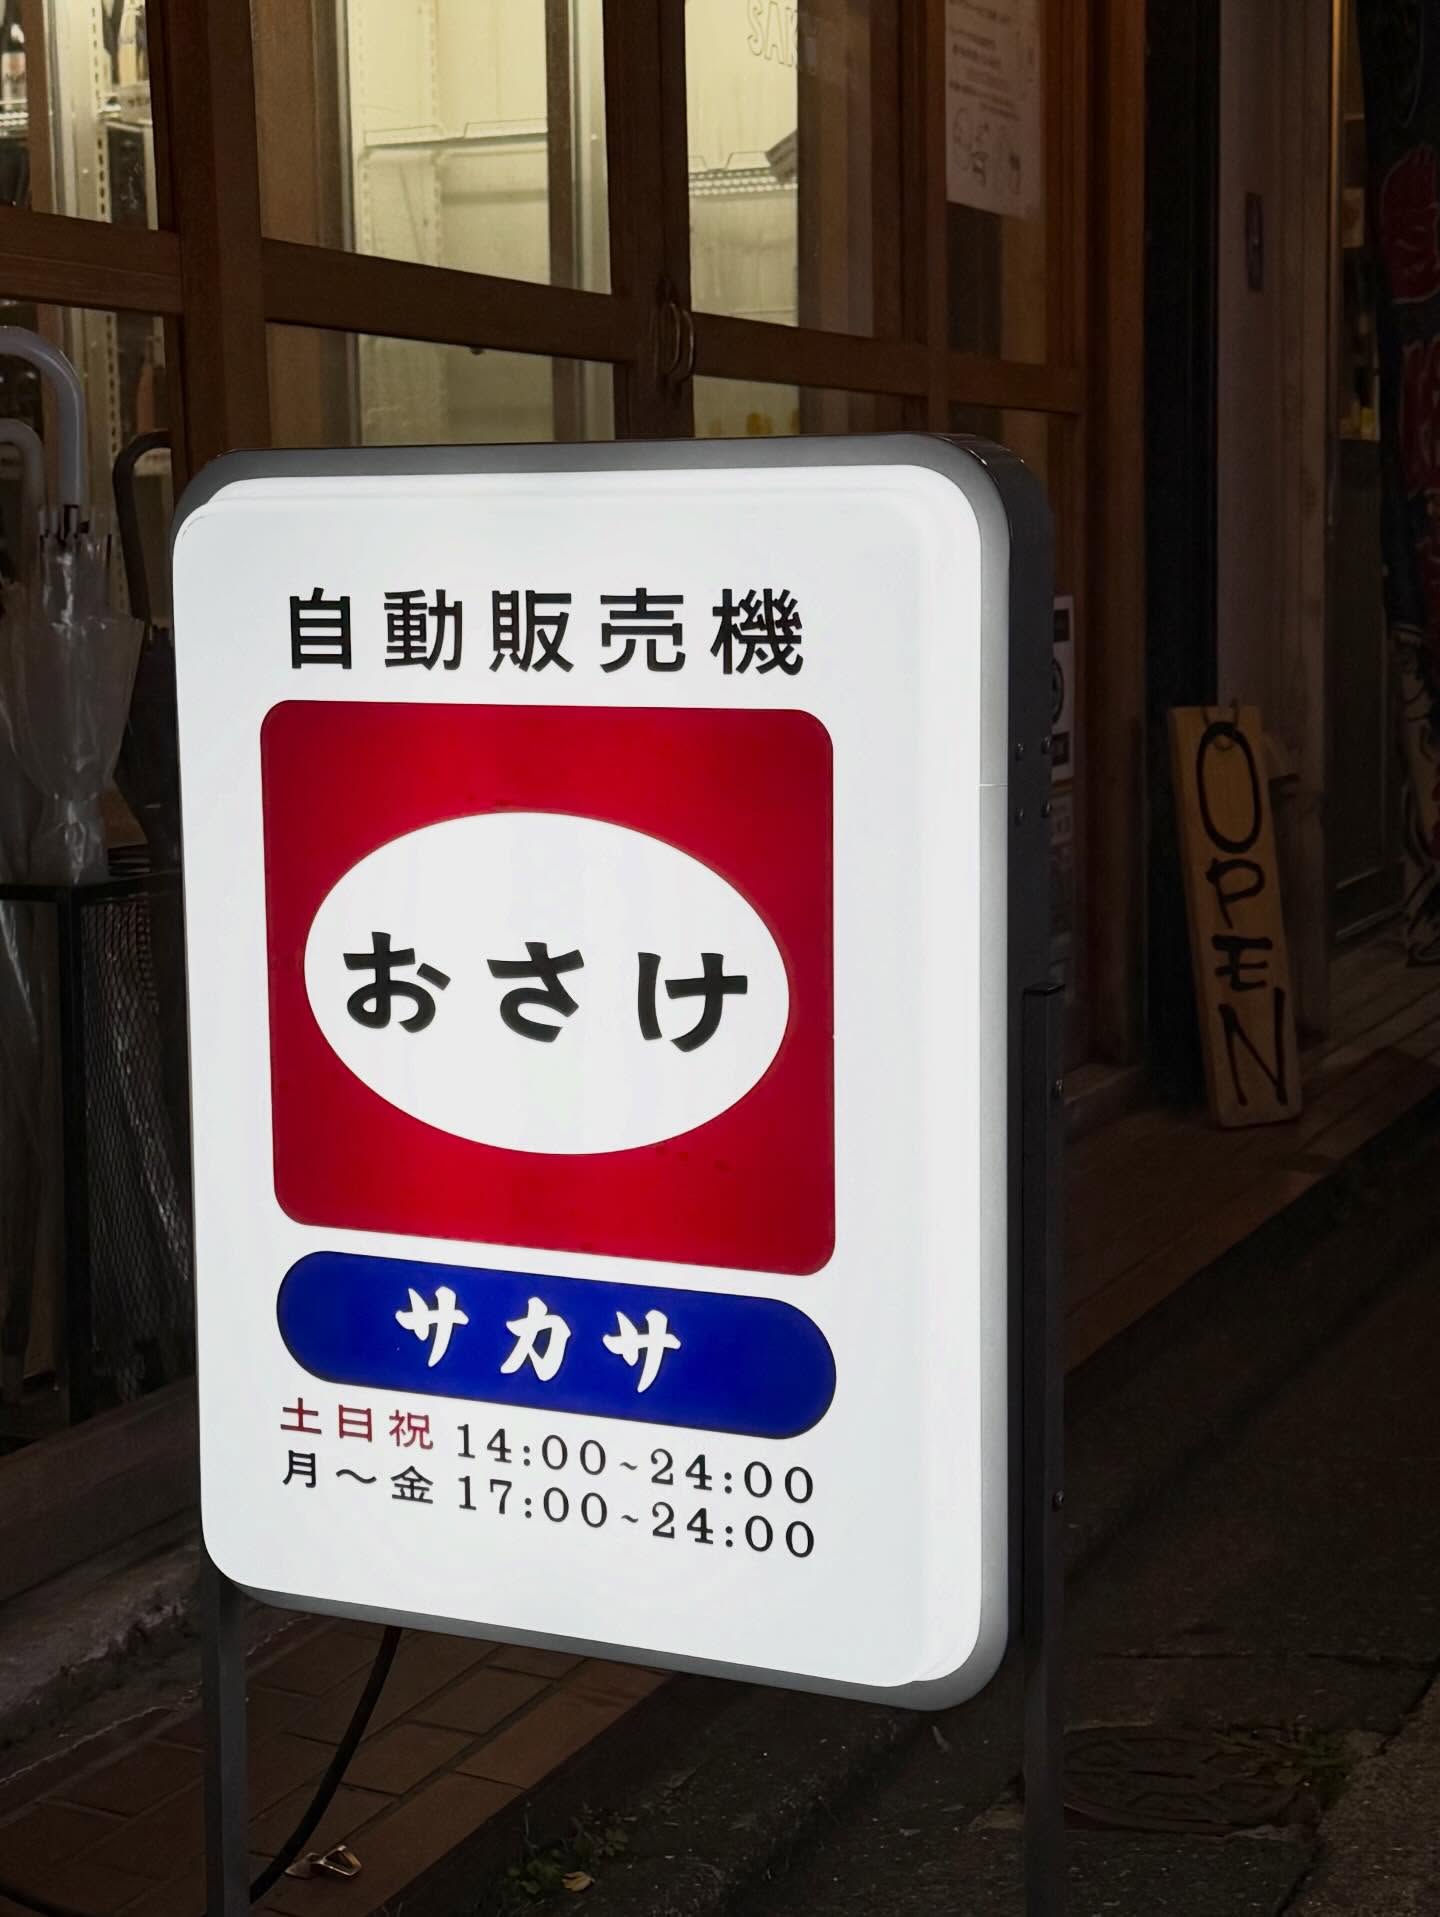 SAKE
自動販売機
おさけ
サカサ
土日祝 14:00~24:00
月～金 17:00~24:00
OPEN